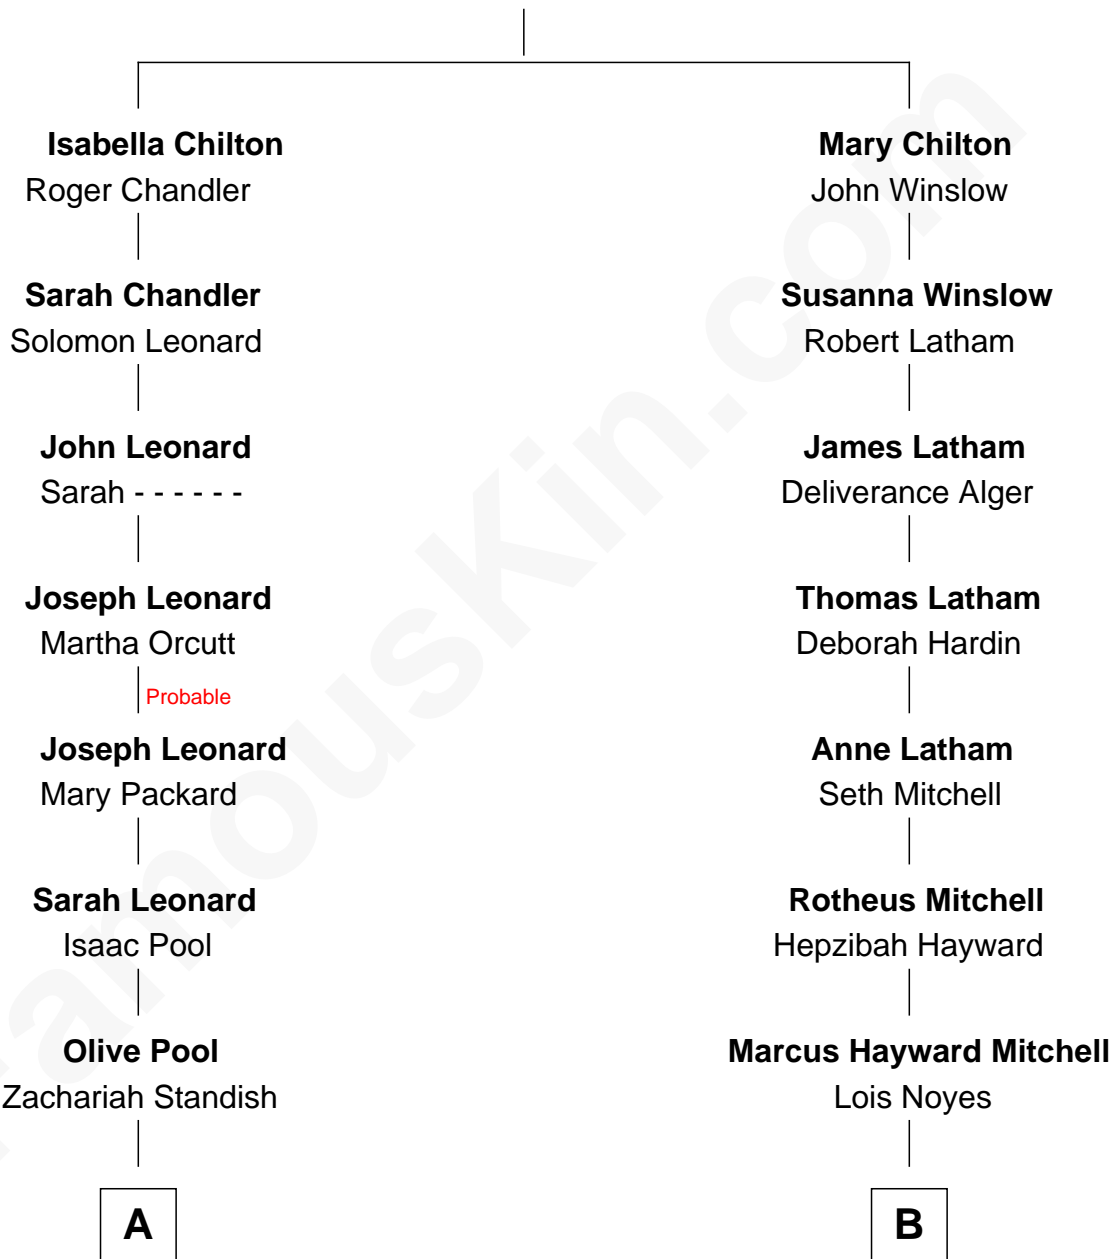 Isabella Chilton
Roger Chandler
Mary Chilton
John Winslow
Sarah Chandler
Solomon Leonard
Susanna Winslow
Robert Latham
John Leonard
Sarah - - - - - -
James Latham
Deliverance Alger
Joseph Leonard
Martha Orcutt
Thomas Latham
Deborah Hardin
Probable
Joseph Leonard
Mary Packard
Anne Latham
Seth Mitchell
Sarah Leonard
Isaac Pool
Rotheus Mitchell
Hepzibah Hayward
Olive Pool
Zachariah Standish
Marcus Hayward Mitchell
Lois Noyes
A
B
FamousKin.com